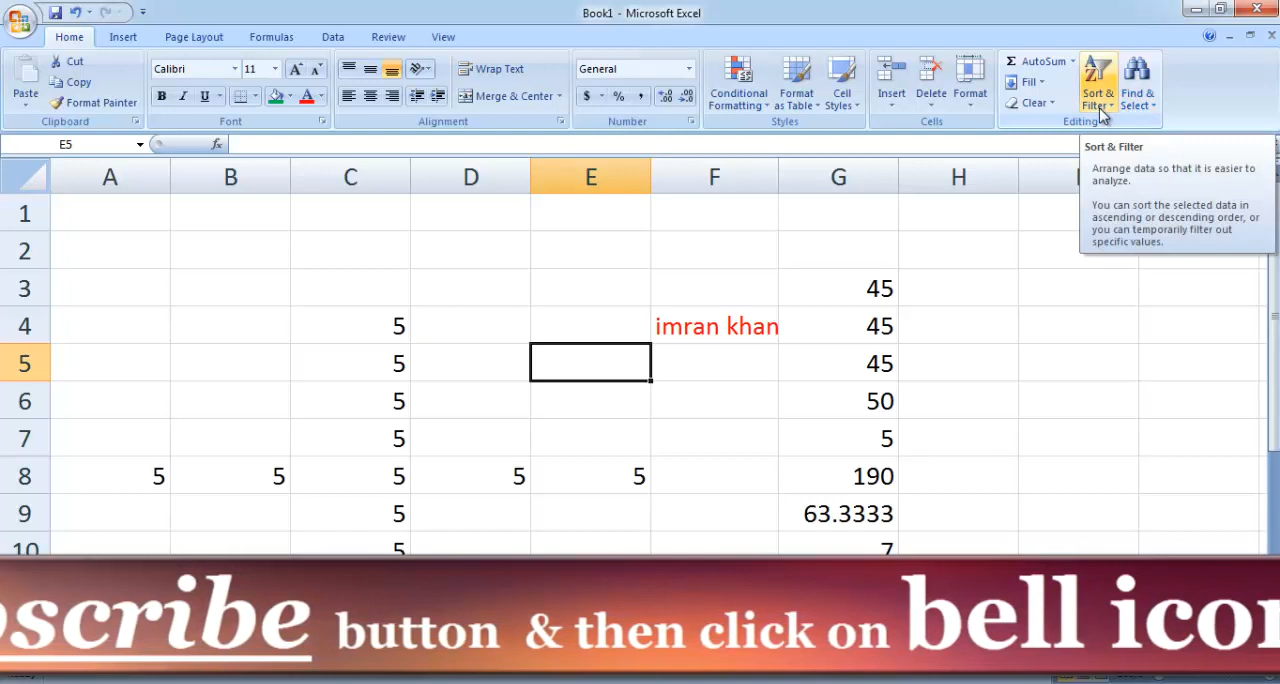 Book1 - Microsoft Excel
Home Insert Page Layout Formulas Data Review View
Paste
Cut
Copy
Format Painter
Clipboard
Calibri 11
B I U
Font
Wrap Text
Merge & Center
Alignment
General
$ % ,
Number
Conditional Formatting
Format as Table
Cell Styles
Styles
Insert Delete Format
Cells
Σ AutoSum
Fill
Clear
Sort & Filter
Find & Select
Editing
E5 fx
Sort & Filter
Arrange data so that it is easier to
analyze.
You can sort the selected data in
ascending or descending order, or
you can temporarily filter out
specific values.
A B C D E F G H
1
2
3 45
4 5 imran khan 45
5 5 45
6 5 50
7 5 5
8 5 5 5 5 5 190
9 5 63.3333
10 5 7
scribe button & then click on bell icon